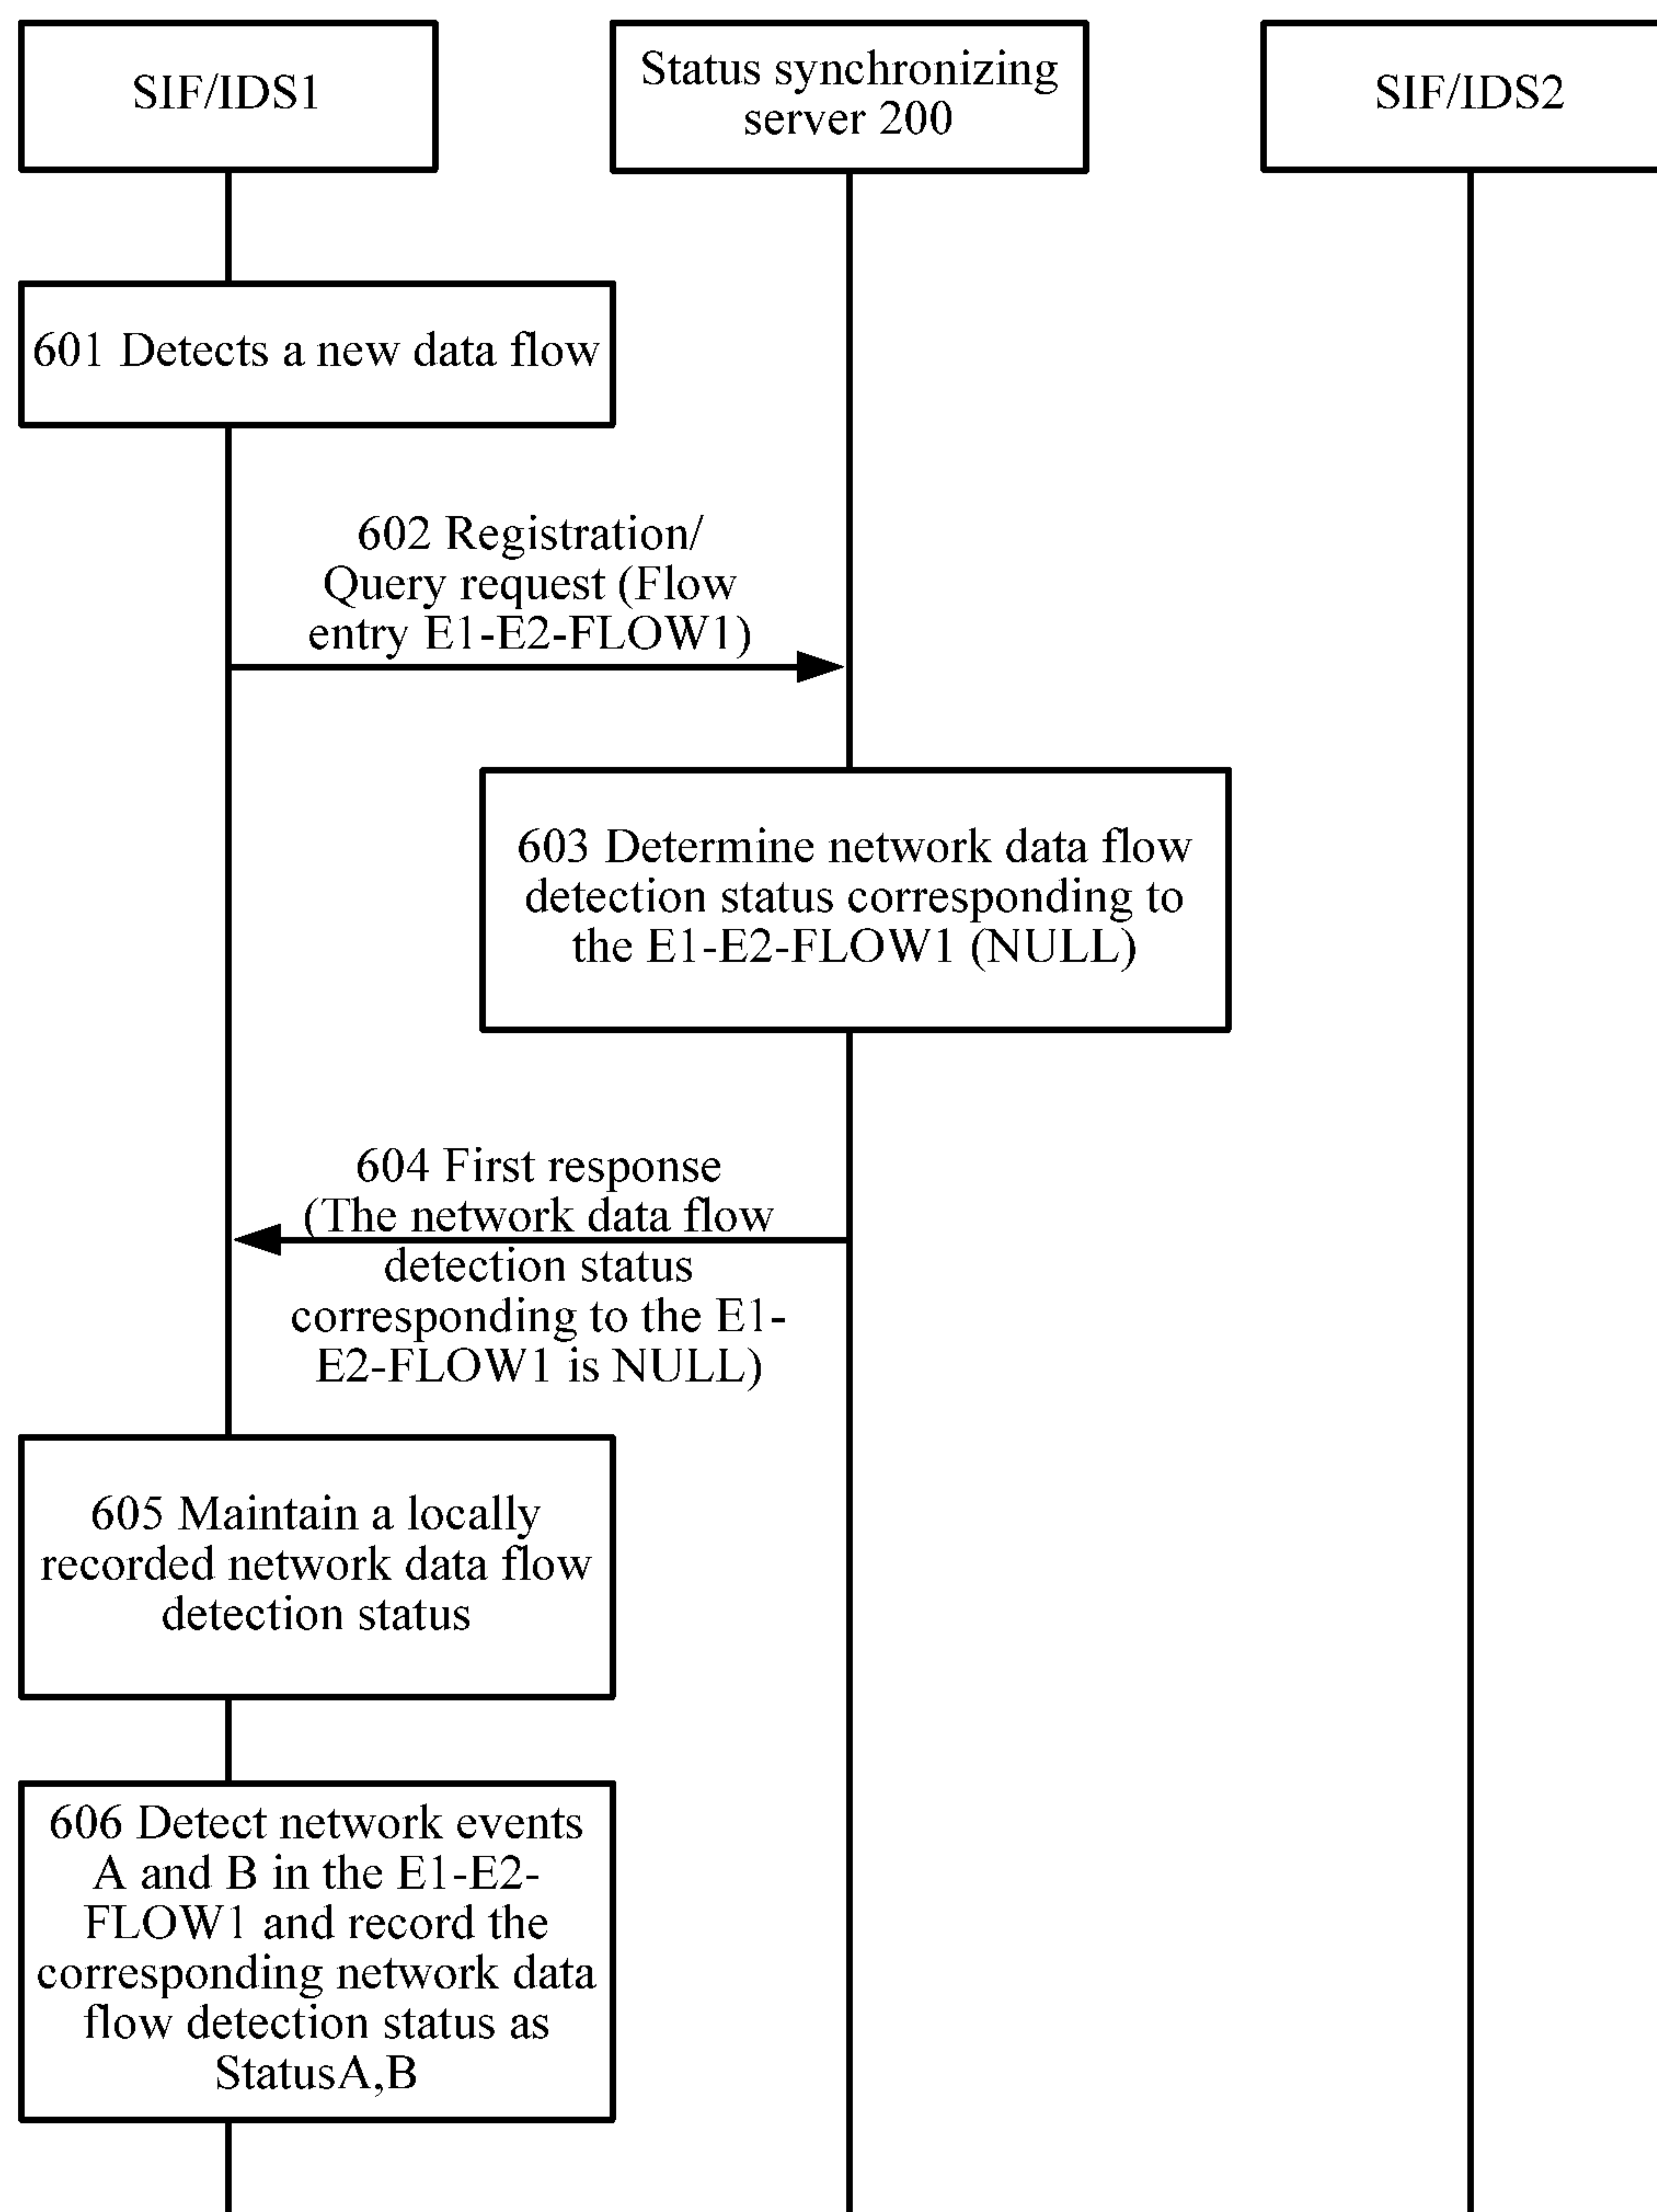 SIF/IDS1
Status synchronizing
server 200
SIF/IDS2
601 Detects a new data flow
602 Registration/
Query request (Flow
entry E1-E2-FLOW1)
603 Determine network data flow
detection status corresponding to
the E1-E2-FLOW1 (NULL)
604 First response
(The network data flow
detection status
corresponding to the E1-
E2-FLOW1 is NULL)
605 Maintain a locally
recorded network data flow
detection status
606 Detect network events
A and B in the E1-E2-
FLOW1 and record the
corresponding network data
flow detection status as
StatusA,B